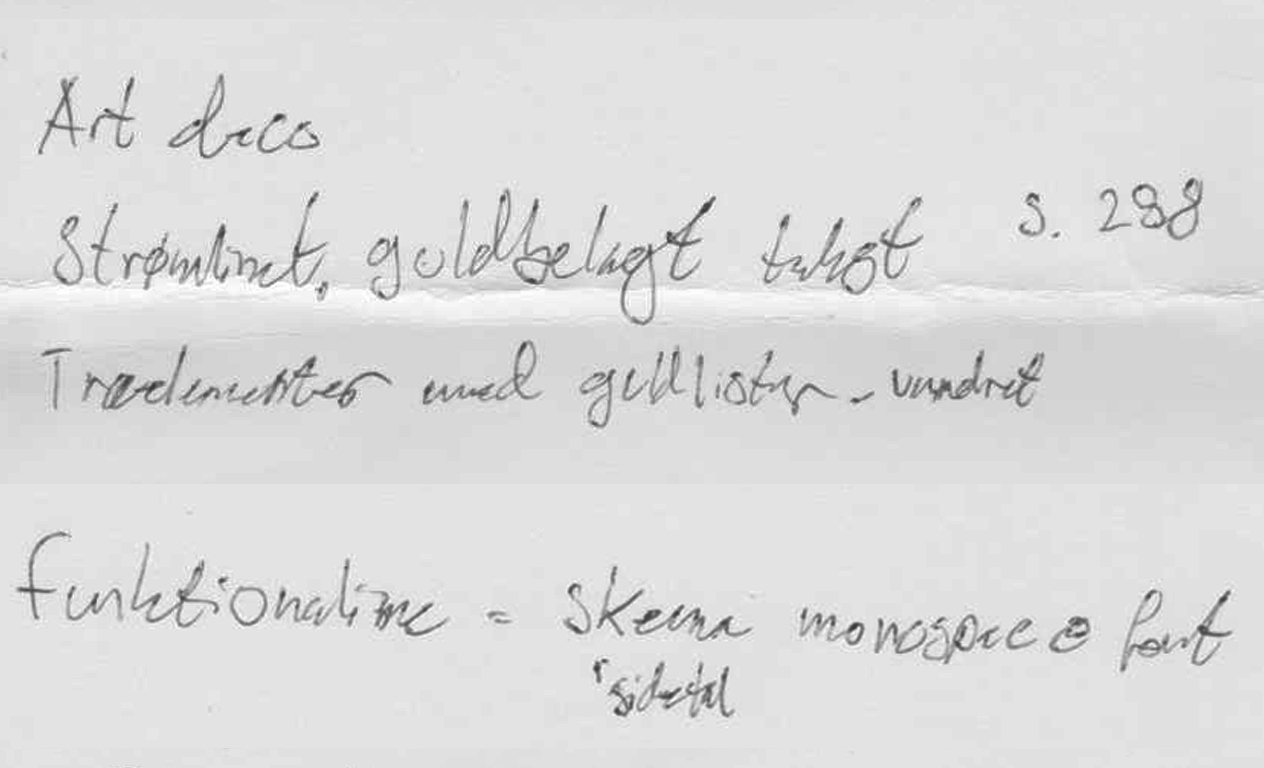 Art deco
Strømlinet, guldbelagt tekst s. 288
Træelementer med guldlister - vandret
Funktionalisme = skema monospace font
sidetal